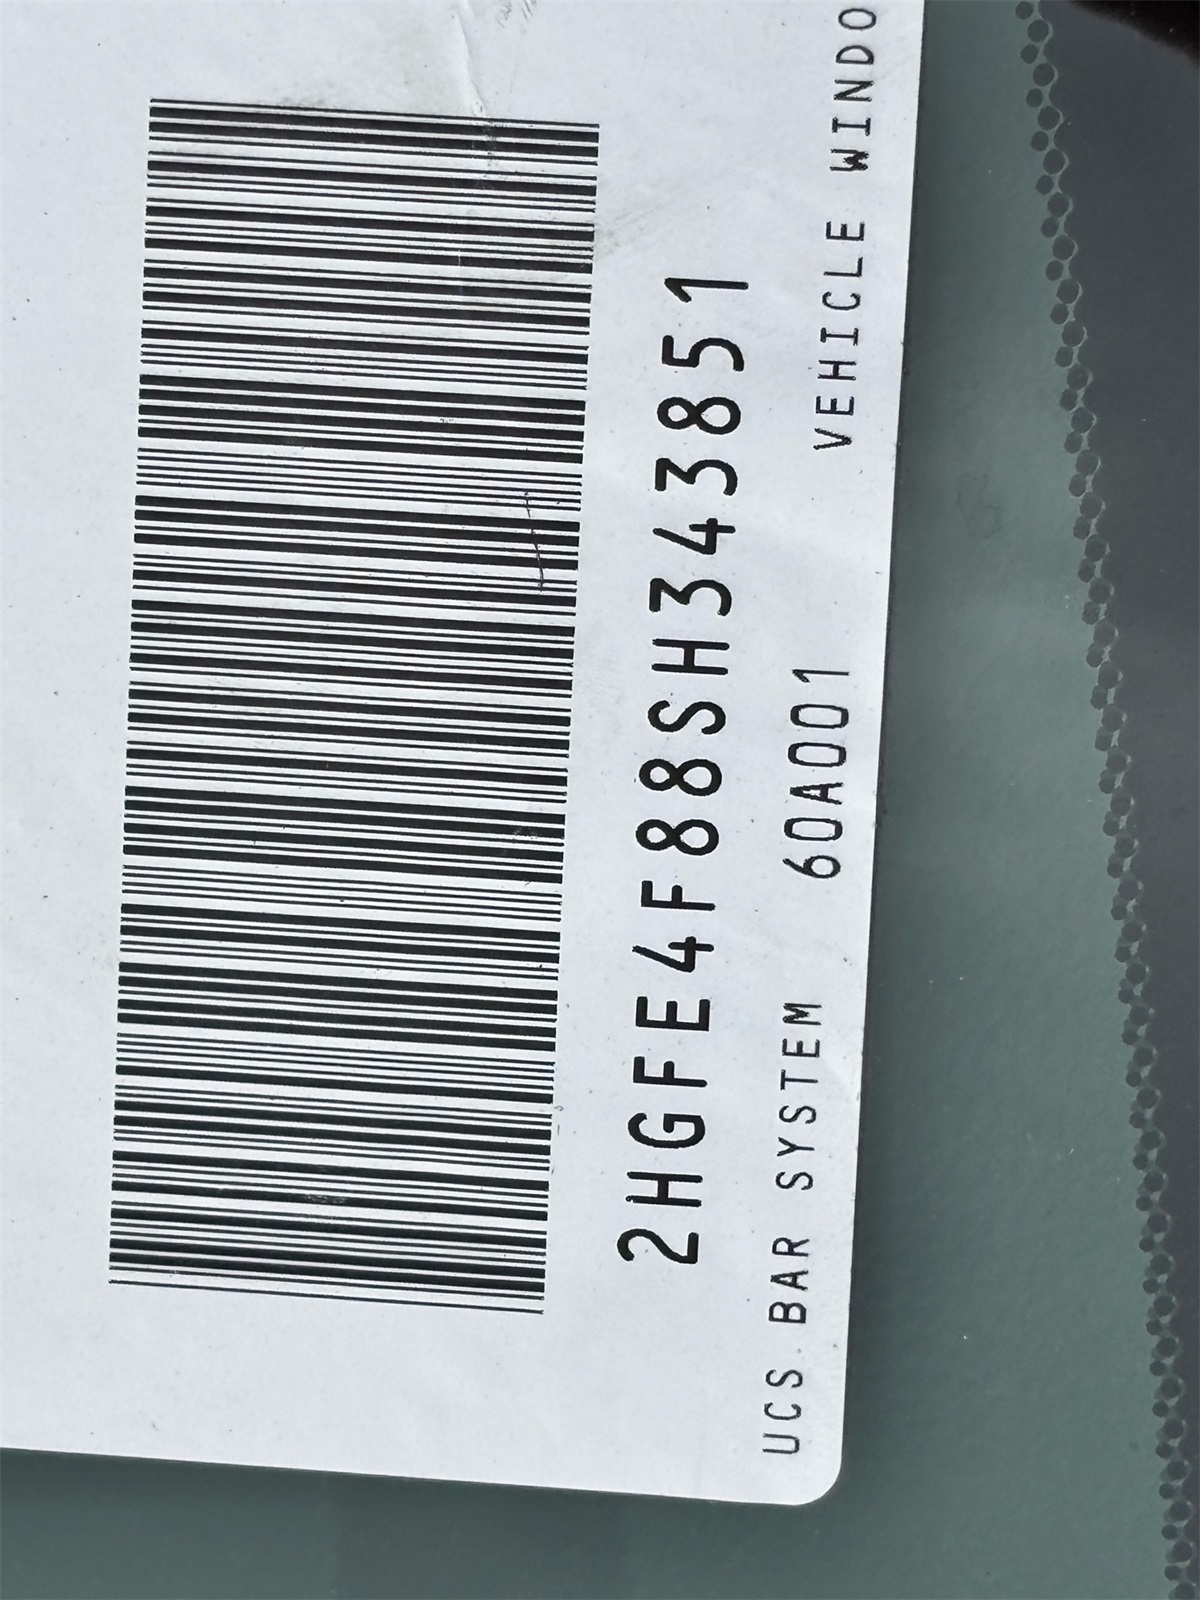 2HGFE4F88SH343851
UCS BAR SYSTEM 60A001 VEHICLE WINDO